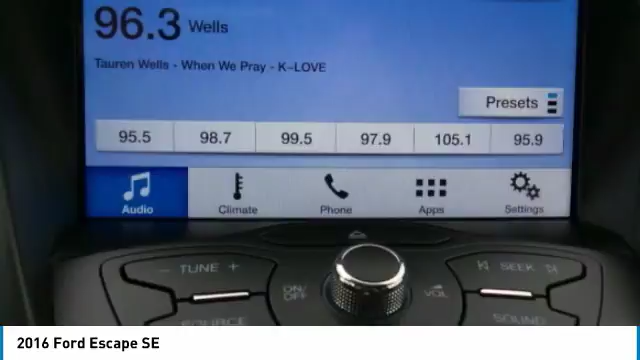 96.3 Wells
Tauren Wells - When We Pray - K-LOVE
Presets
95.5 98.7 99.5 97.9 105.1 95.9
Audio Climate Phone Apps Settings
− TUNE + ON/OFF VOL SEEK
SOURCE SOUND
2016 Ford Escape SE